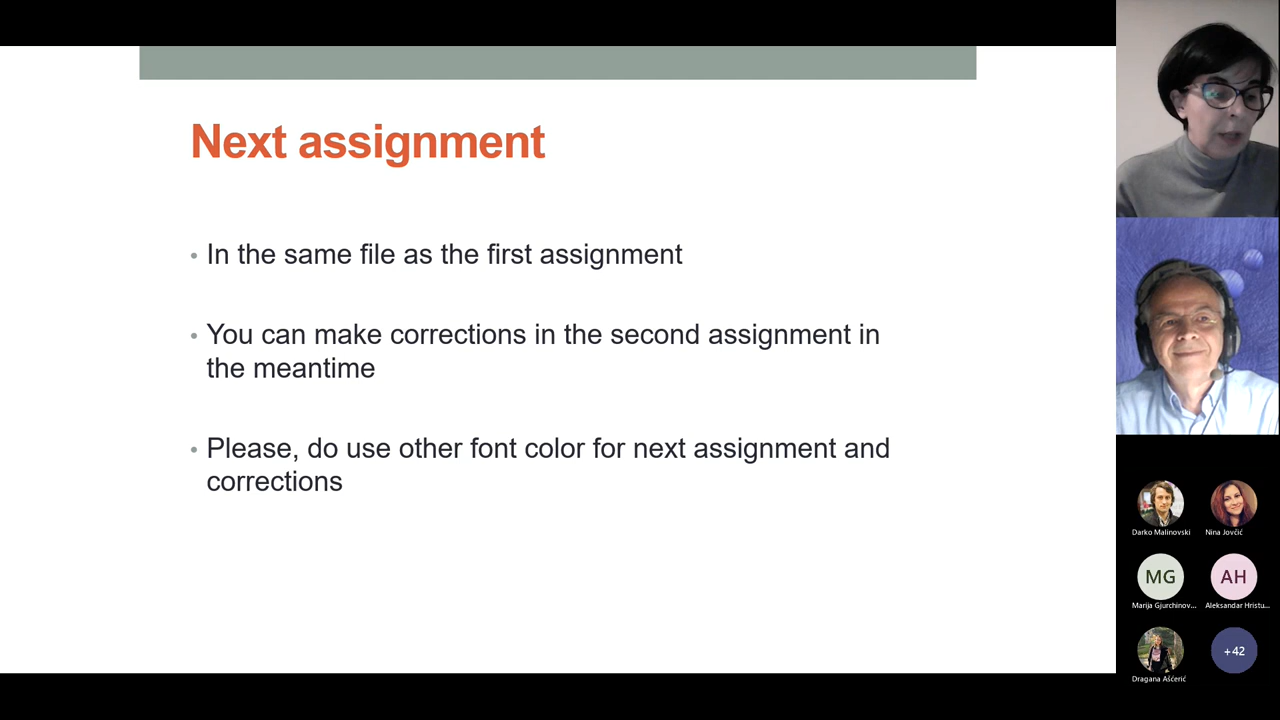 Next assignment
• In the same file as the first assignment
• You can make corrections in the second assignment in
the meantime
• Please, do use other font color for next assignment and
corrections
Darko Malinovski
Nina Jovčić
MG
AH
Marija Gjurchinov...
Aleksandar Hristu...
Dragana Ašćerić
+42